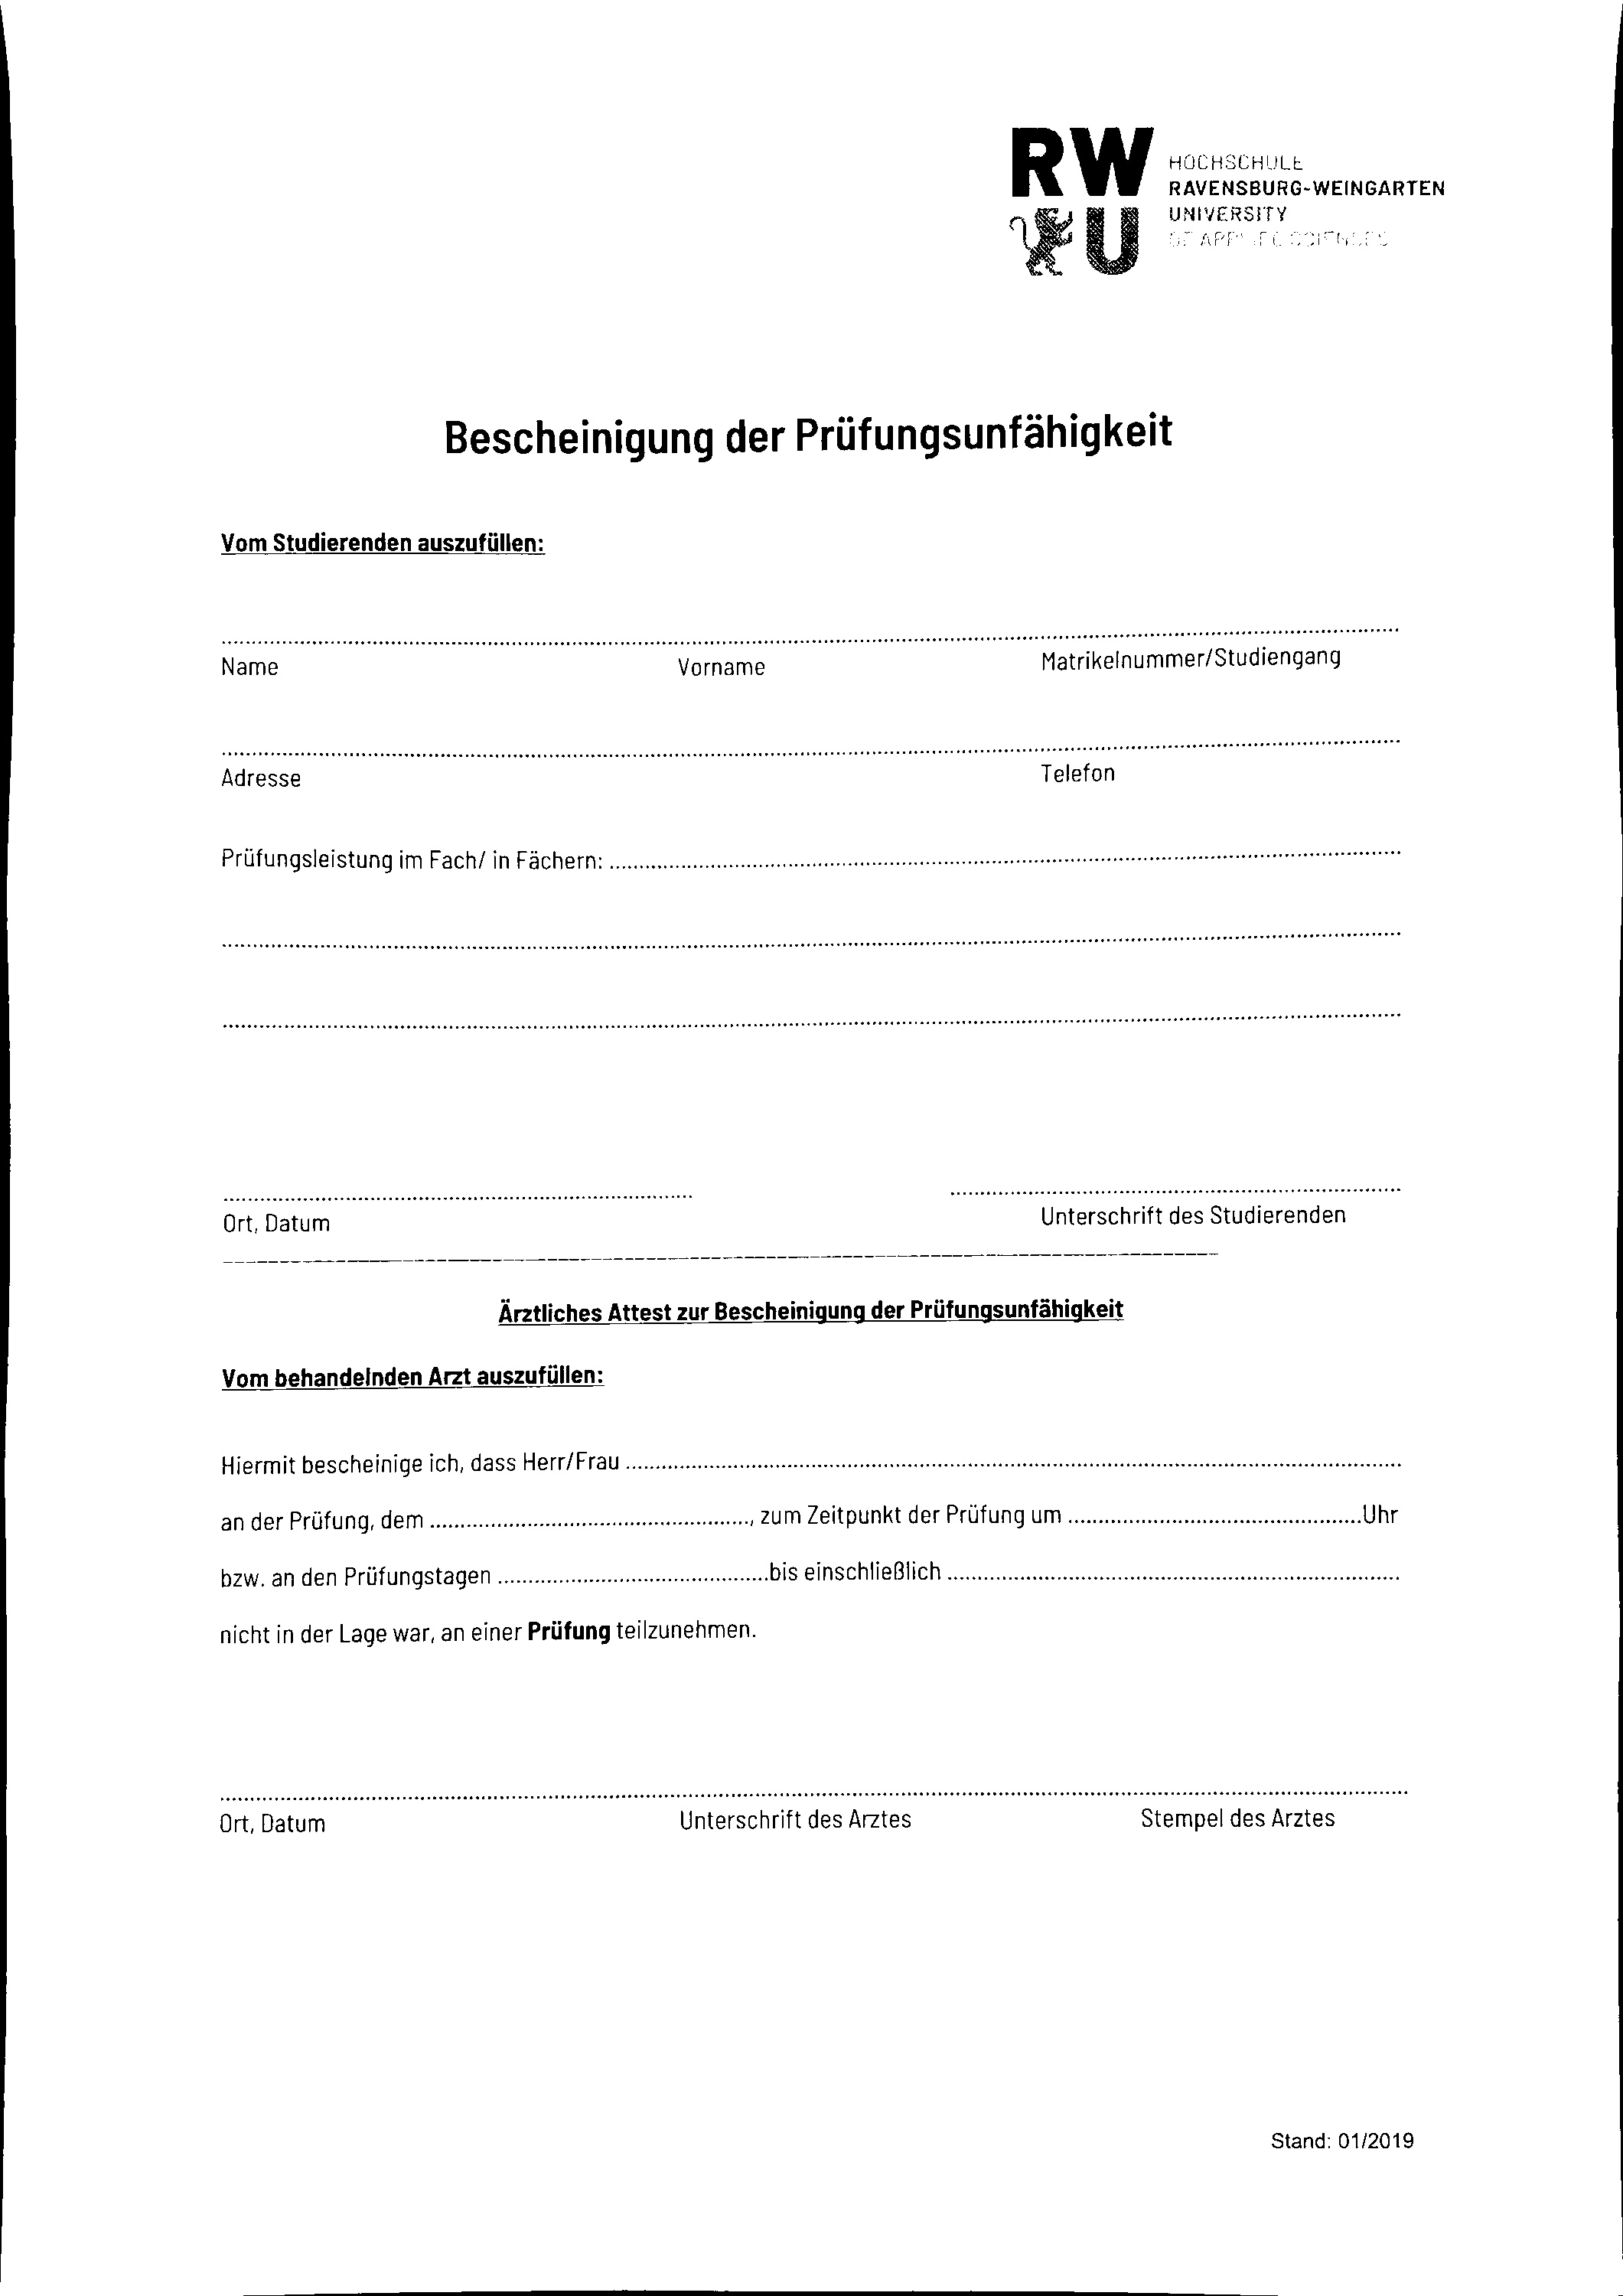 RW
U
HOCHSCHULE
RAVENSBURG-WEINGARTEN
UNIVERSITY
OF APPLIED SCIENCES
Bescheinigung der Prüfungsunfähigkeit
Vom Studierenden auszufüllen:
Name Vorname Matrikelnummer/Studiengang
Adresse Telefon
Prüfungsleistung im Fach/ in Fächern:
Ort, Datum Unterschrift des Studierenden
Ärztliches Attest zur Bescheinigung der Prüfungsunfähigkeit
Vom behandelnden Arzt auszufüllen:
Hiermit bescheinige ich, dass Herr/Frau
an der Prüfung, dem , zum Zeitpunkt der Prüfung um Uhr
bzw. an den Prüfungstagen bis einschließlich
nicht in der Lage war, an einer Prüfung teilzunehmen.
Ort, Datum Unterschrift des Arztes Stempel des Arztes
Stand: 01/2019